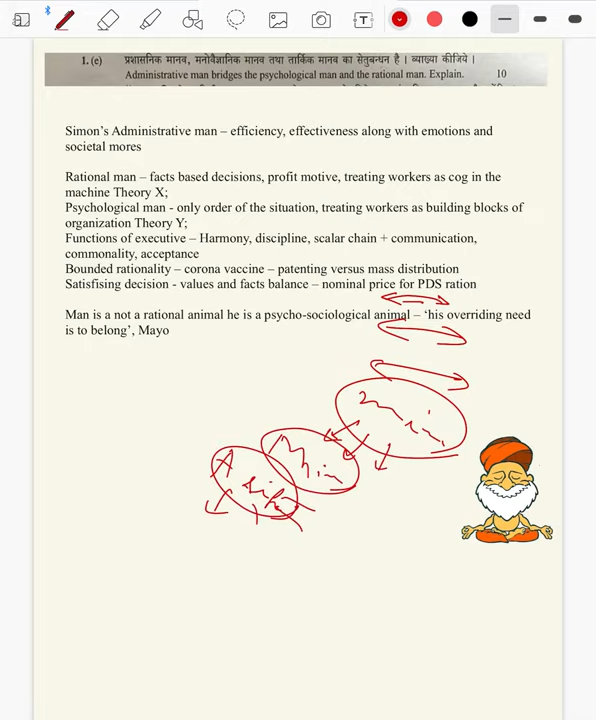 1. (e) प्रशासनिक मानव, मनोवैज्ञानिक मानव तथा तार्किक मानव का सेतुबन्धन है । व्याख्या कीजिये ।
Administrative man bridges the psychological man and the rational man. Explain. 10
Simon's Administrative man – efficiency, effectiveness along with emotions and
societal mores
Rational man – facts based decisions, profit motive, treating workers as cog in the
machine Theory X;
Psychological man - only order of the situation, treating workers as building blocks of
organization Theory Y;
Functions of executive – Harmony, discipline, scalar chain + communication,
commonality, acceptance
Bounded rationality – corona vaccine – patenting versus mass distribution
Satisfising decision - values and facts balance – nominal price for PDS ration
Man is a not a rational animal he is a psycho-sociological animal – 'his overriding need
is to belong', Mayo